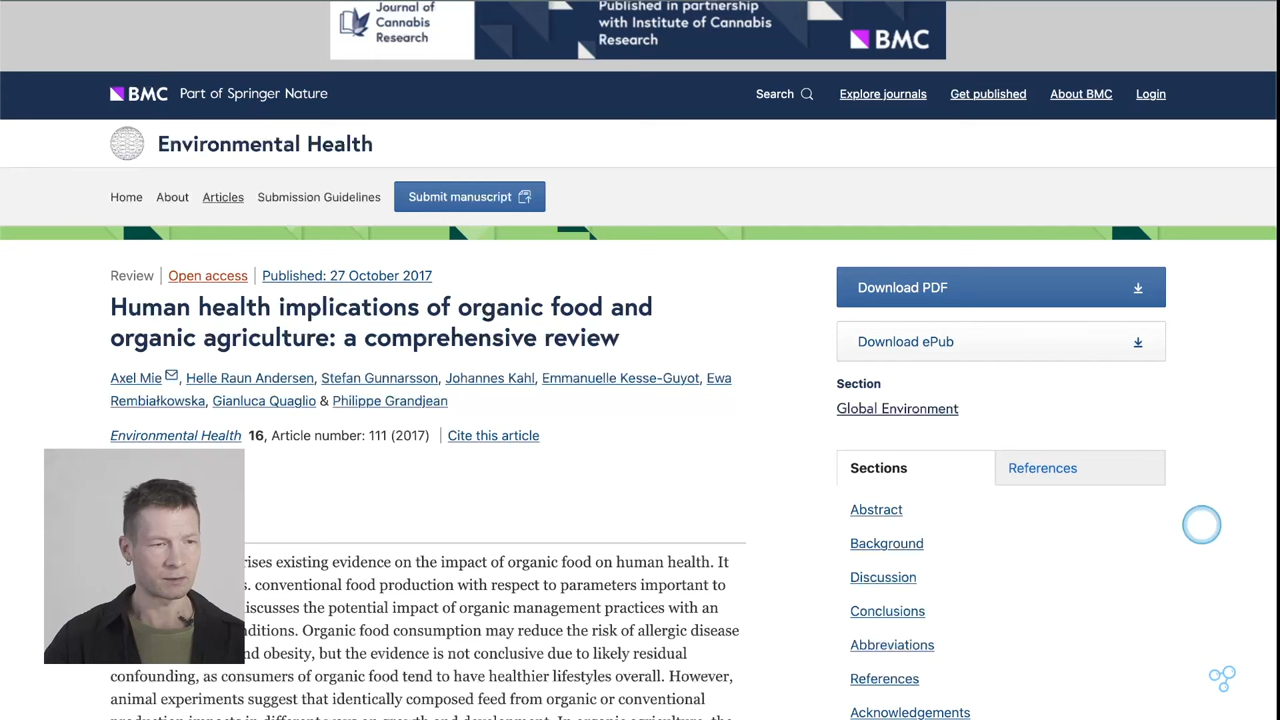 Journal of
Cannabis
Research
Published in partnership
with Institute of Cannabis
Research
BMC
BMC Part of Springer Nature
Search
Explore journals
Get published
About BMC
Login
Environmental Health
Home
About
Articles
Submission Guidelines
Submit manuscript
Review | Open access | Published: 27 October 2017
Human health implications of organic food and
organic agriculture: a comprehensive review
Axel Mie, Helle Raun Andersen, Stefan Gunnarsson, Johannes Kahl, Emmanuelle Kesse-Guyot, Ewa
Rembiałkowska, Gianluca Quaglio & Philippe Grandjean
Environmental Health 16, Article number: 111 (2017) | Cite this article
existing evidence on the impact of organic food on human health. It
conventional food production with respect to parameters important to
the potential impact of organic management practices with an
Organic food consumption may reduce the risk of allergic disease
and obesity, but the evidence is not conclusive due to likely residual
confounding, as consumers of organic food tend to have healthier lifestyles overall. However,
animal experiments suggest that identically composed feed from organic or conventional
Download PDF
Download ePub
Section
Global Environment
Sections
References
Abstract
Background
Discussion
Conclusions
Abbreviations
References
Acknowledgements